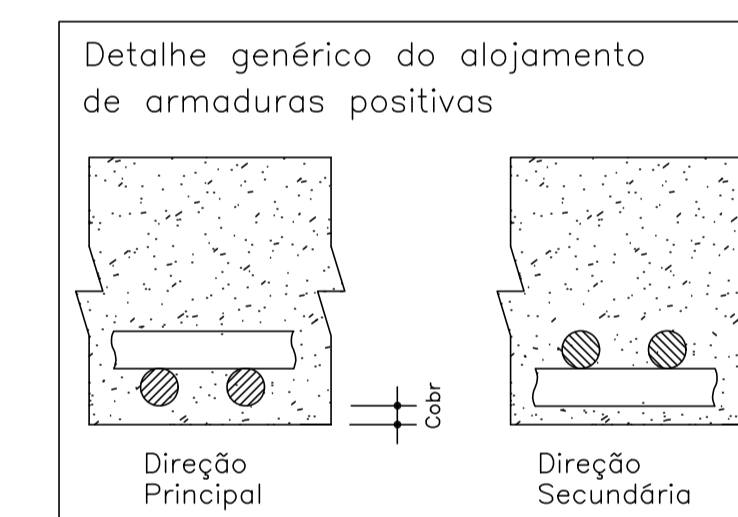 Detalhe genérico do alojamento
de armaduras positivas
Cobr
Direção
Principal
Direção
Secundária